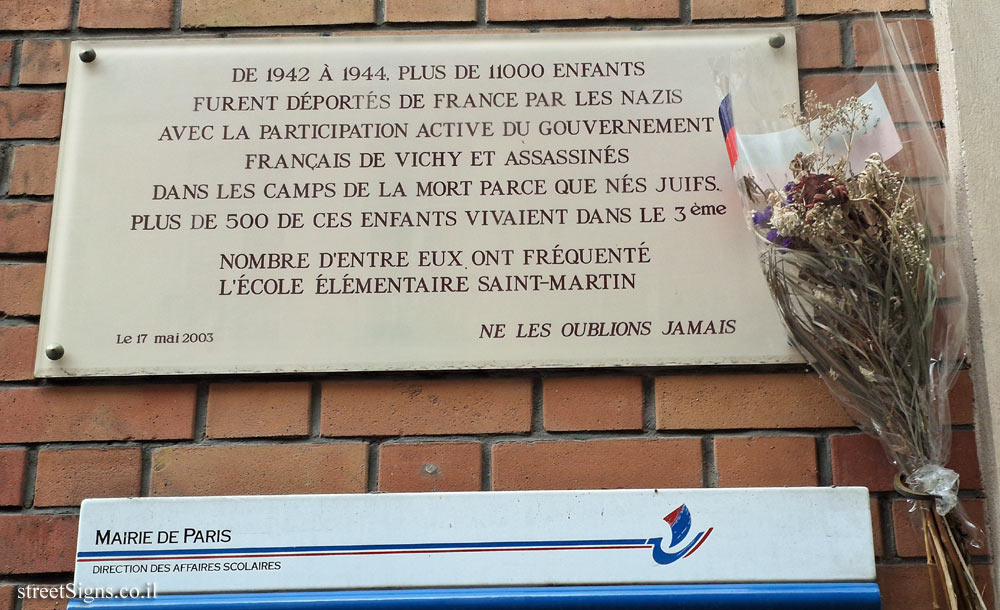 DE 1942 À 1944, PLUS DE 11000 ENFANTS
FURENT DÉPORTÉS DE FRANCE PAR LES NAZIS
AVEC LA PARTICIPATION ACTIVE DU GOUVERNEMENT
FRANÇAIS DE VICHY ET ASSASSINÉS
DANS LES CAMPS DE LA MORT PARCE QUE NÉS JUIFS.
PLUS DE 500 DE CES ENFANTS VIVAIENT DANS LE 3ème
NOMBRE D'ENTRE EUX ONT FRÉQUENTÉ
L'ÉCOLE ÉLÉMENTAIRE SAINT-MARTIN
Le 17 mai 2003
NE LES OUBLIONS JAMAIS
MAIRIE DE PARIS
DIRECTION DES AFFAIRES SCOLAIRES
streetSigns.co.il